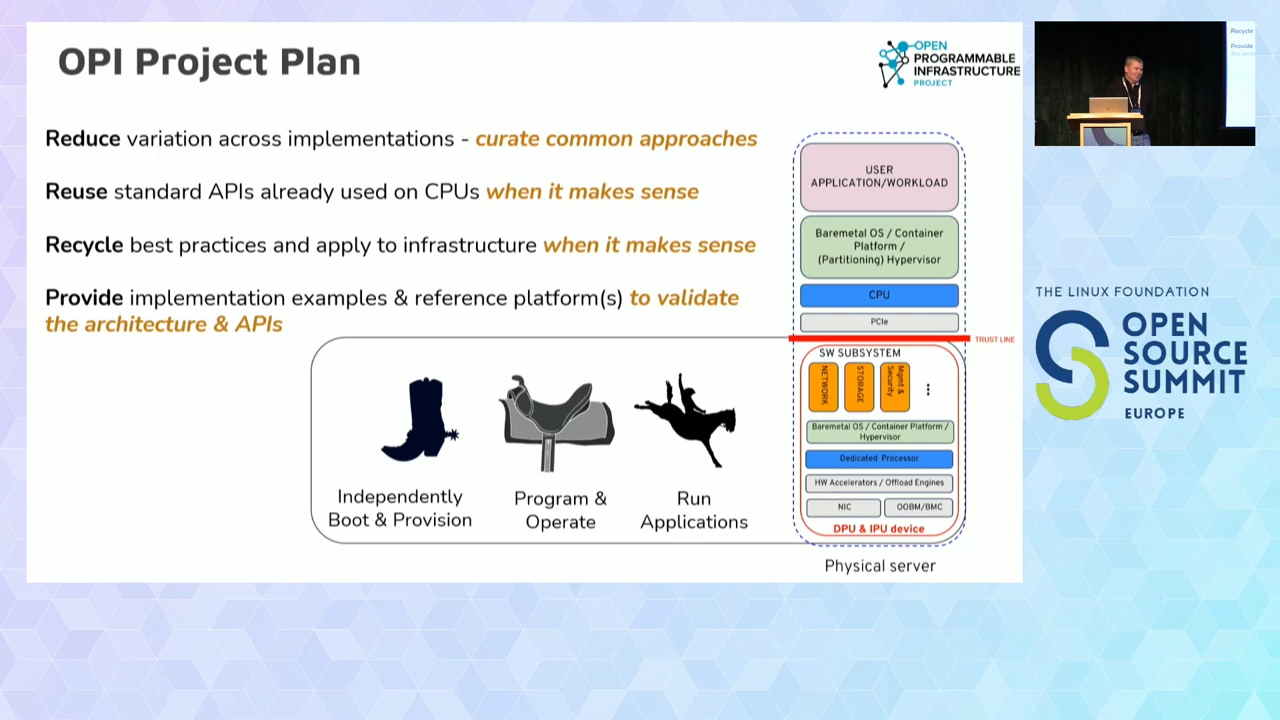 OPI Project Plan
OPEN
PROGRAMMABLE
INFRASTRUCTURE
PROJECT
Reduce variation across implementations - curate common approaches
Reuse standard APIs already used on CPUs when it makes sense
Recycle best practices and apply to infrastructure when it makes sense
Provide implementation examples & reference platform(s) to validate
the architecture & APIs
Independently
Boot & Provision
Program &
Operate
Run
Applications
USER
APPLICATION/WORKLOAD
Baremetal OS / Container
Platform /
(Partitioning) Hypervisor
CPU
PCIe
TRUST LINE
SW SUBSYSTEM
NETWORK
STORAGE
Mgmt &
Security
Baremetal OS / Container Platform /
Hypervisor
Dedicated Processor
HW Accelerators / Offload Engines
NIC
OOBM/BMC
DPU & IPU device
Physical server
Recycle
Provide
the arch
THE LINUX FOUNDATION
OPEN
SOURCE
SUMMIT
EUROPE